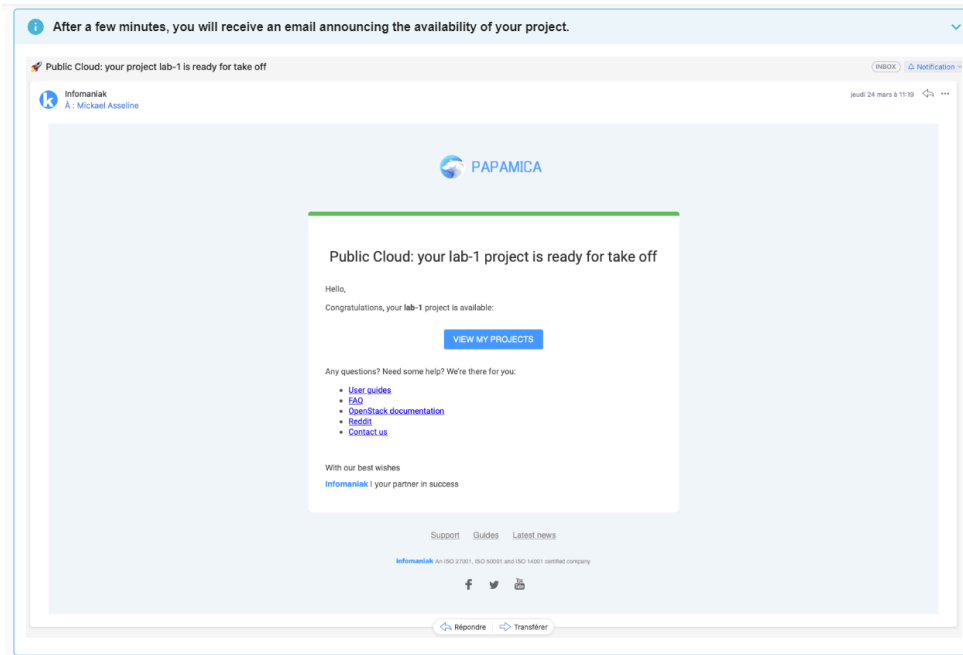 After a few minutes, you will receive an email announcing the availability of your project.
🚀 Public Cloud: your project lab-1 is ready for take off
INBOX
Notification
Infomaniak
À : Mickael Asseline
jeudi 24 mars à 11:19
PAPAMICA
Public Cloud: your lab-1 project is ready for take off
Hello,
Congratulations, your lab-1 project is available:
VIEW MY PROJECTS
Any questions? Need some help? We're there for you:
• User guides
• FAQ
• OpenStack documentation
• Reddit
• Contact us
With our best wishes
Infomaniak | your partner in success
Support Guides Latest news
Infomaniak An ISO 27001, ISO 50001 and ISO 14001 certified company
Répondre
Transférer